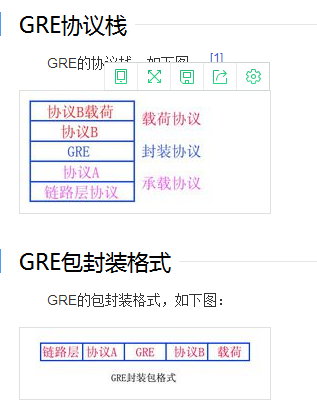 GRE协议栈
GRE的协议栈，如下图： [1]
协议B载荷
协议B
载荷协议
GRE
封装协议
协议A
链路层协议
承载协议
GRE包封装格式
GRE的包封装格式，如下图：
链路层 协议A GRE 协议B 载荷
GRE封装包格式